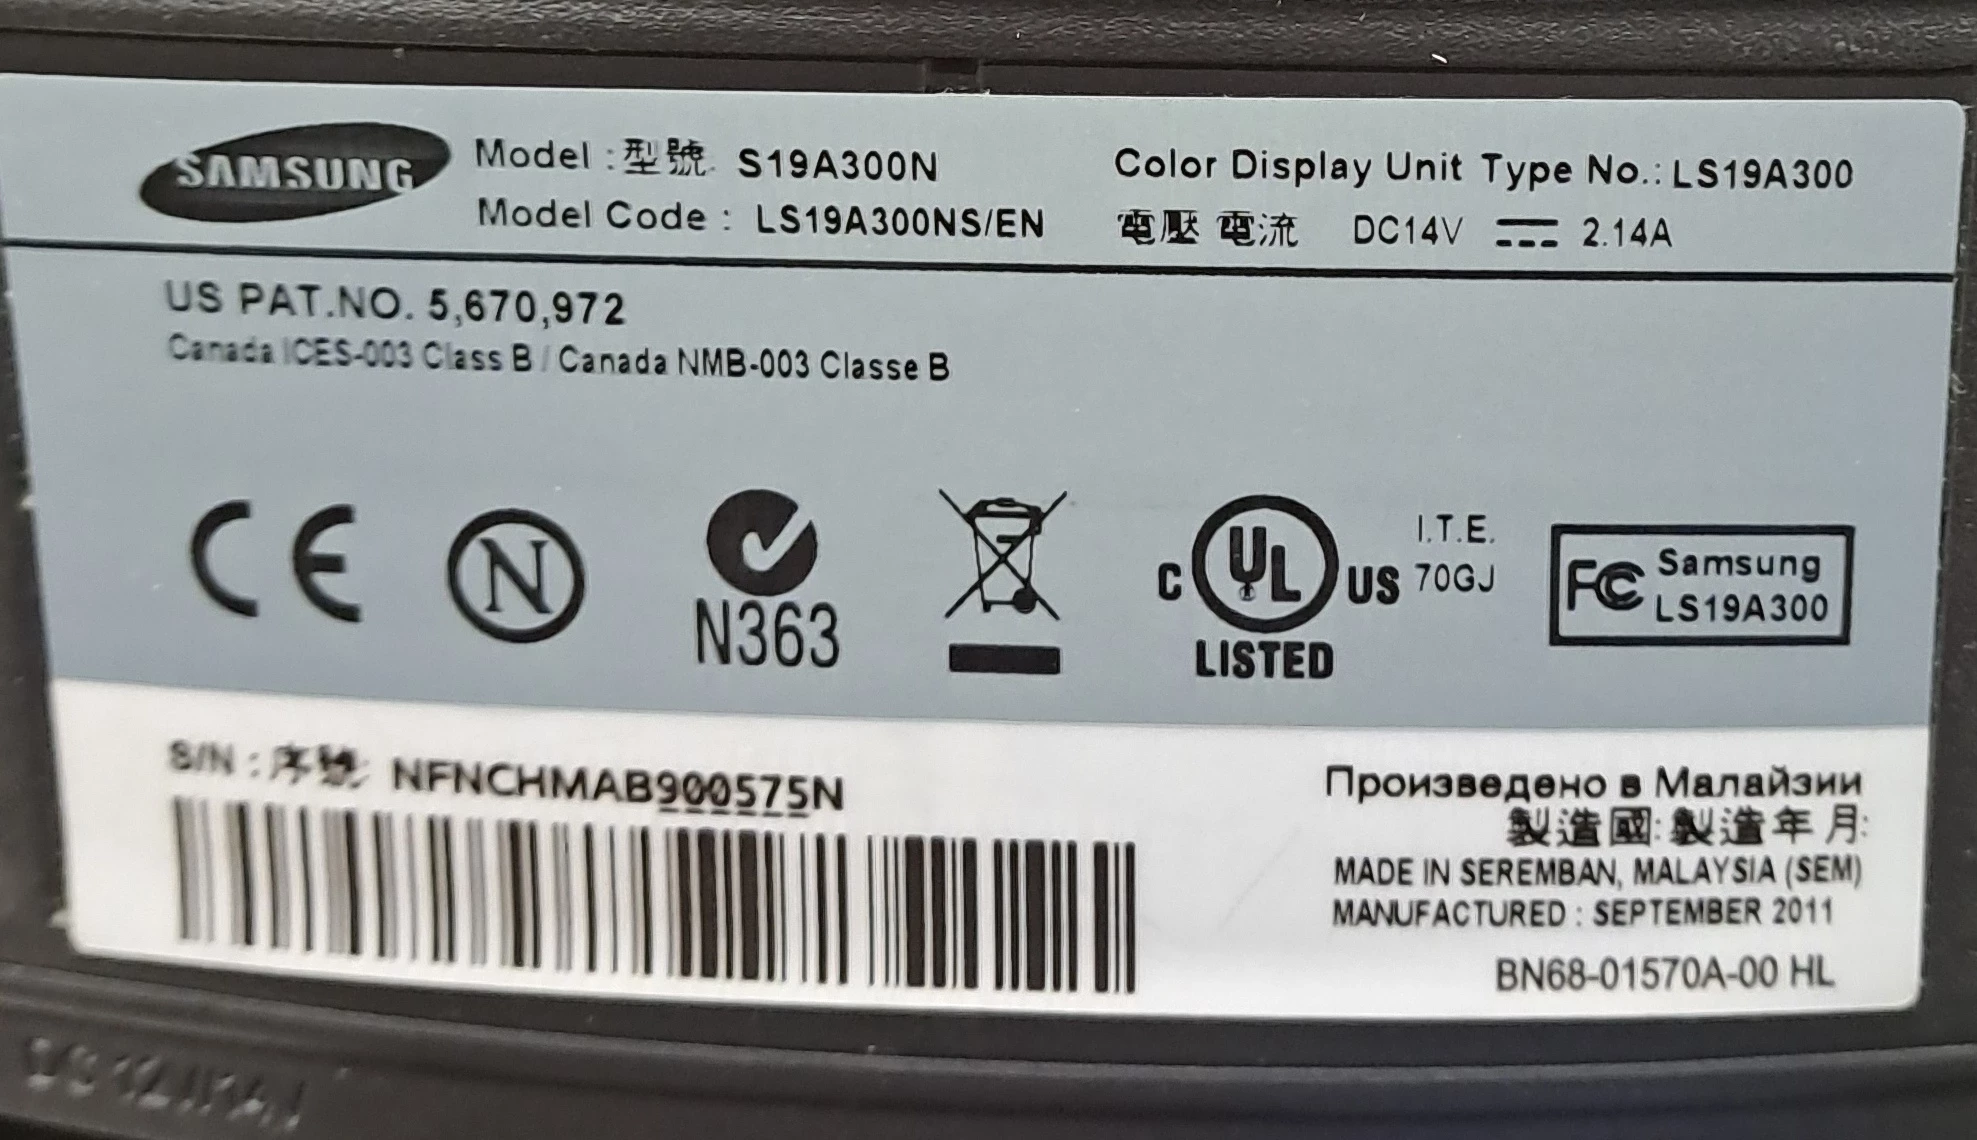 SAMSUNG
Model : 型號 S19A300N
Model Code : LS19A300NS/EN
Color Display Unit Type No.: LS19A300
電壓 電流 DC14V ⎓ 2.14A
US PAT.NO. 5,670,972
Canada ICES-003 Class B / Canada NMB-003 Classe B
CE
N
N363
C UL US
LISTED
I.T.E.
70GJ
FC Samsung
LS19A300
S/N : 序號: NFNCHMAB900575N
Произведено в Малайзии
製造國: 製造年月:
MADE IN SEREMBAN, MALAYSIA (SEM)
MANUFACTURED : SEPTEMBER 2011
BN68-01570A-00 HL